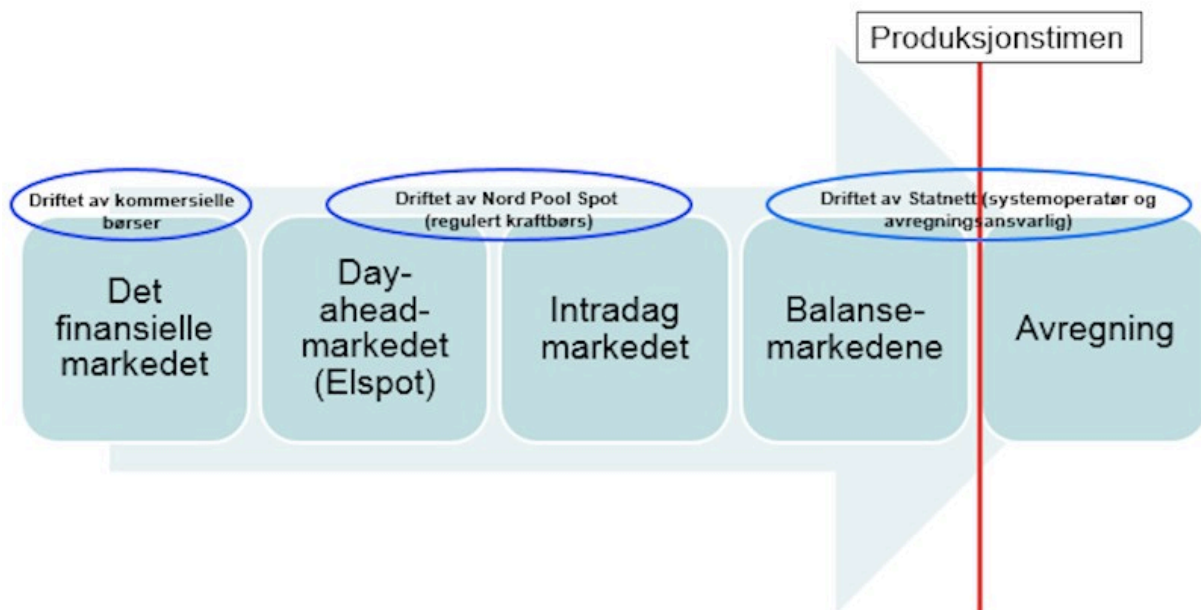 Produksjonstimen
Driftet av kommersielle
børser
Driftet av Nord Pool Spot
(regulert kraftbørs)
Driftet av Statnett (systemoperatør og
avregningsansvarlig)
Det
finansielle
markedet
Day-
ahead-
markedet
(Elspot)
Intradag
markedet
Balanse-
markedene
Avregning